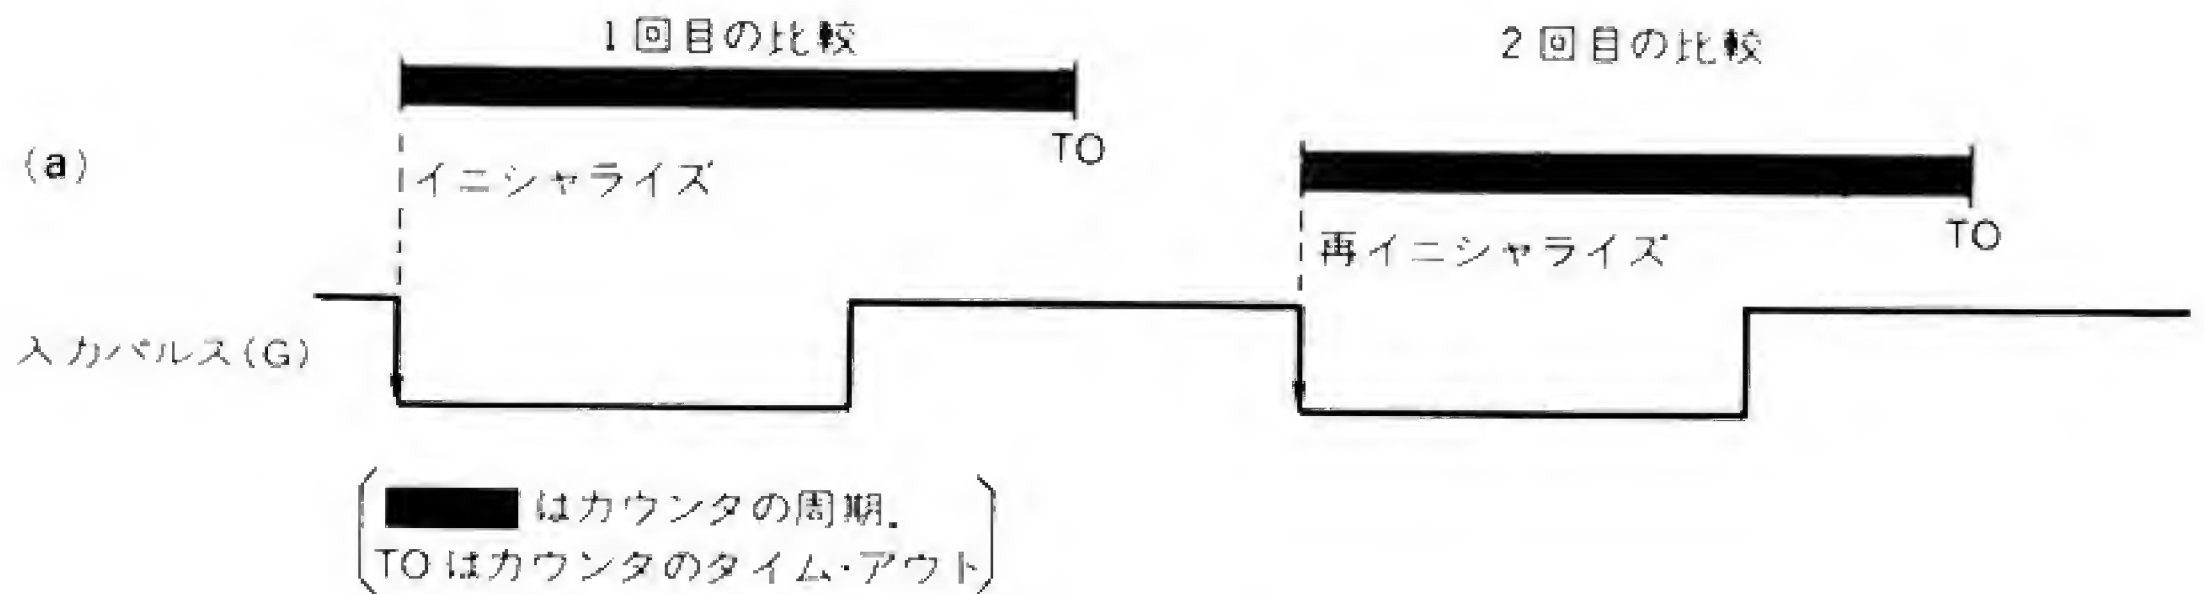 1回目の比較
2回目の比較
TO
(a)
イニシャライズ
TO
再イニシャライズ
入力パルス(G)
はカウンタの周期.
TOはカウンタのタイム・アウト